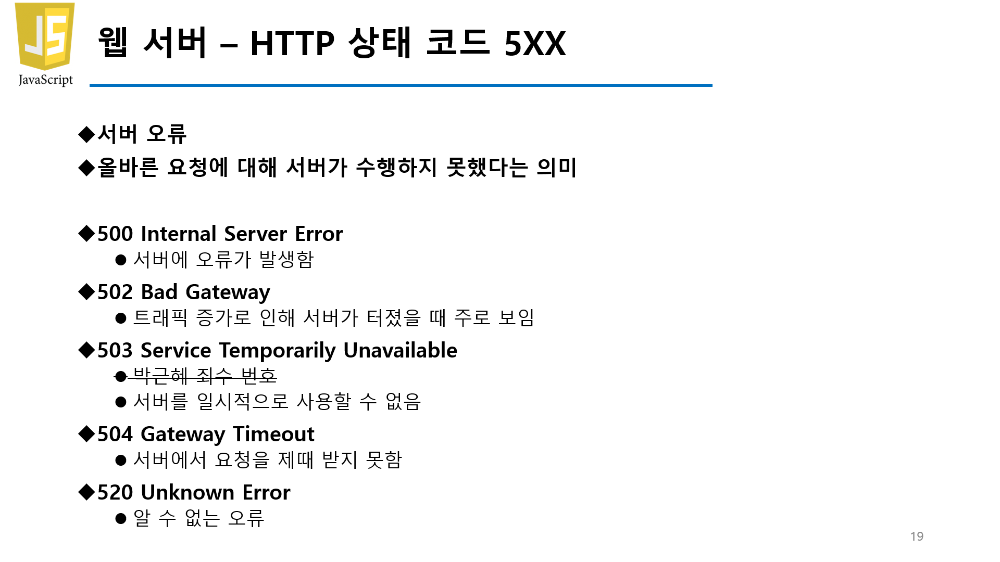 JS
JavaScript
웹 서버 – HTTP 상태 코드 5XX
◆서버 오류
◆올바른 요청에 대해 서버가 수행하지 못했다는 의미
◆500 Internal Server Error
● 서버에 오류가 발생함
◆502 Bad Gateway
● 트래픽 증가로 인해 서버가 터졌을 때 주로 보임
◆503 Service Temporarily Unavailable
● 박근혜 죄수 번호
● 서버를 일시적으로 사용할 수 없음
◆504 Gateway Timeout
● 서버에서 요청을 제때 받지 못함
◆520 Unknown Error
● 알 수 없는 오류
19